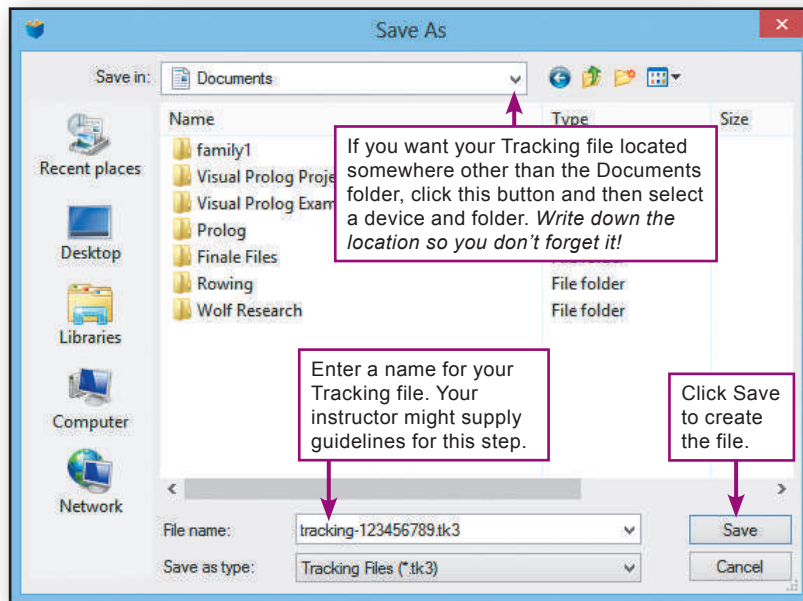 Save As
Save in:
Documents
Name
Type
Size
Recent places
Desktop
Libraries
Computer
Network
family1
Visual Prolog Proje
Visual Prolog Exam
Prolog
Finale Files
Rowing
File folder
Wolf Research
File folder
If you want your Tracking file located
somewhere other than the Documents
folder, click this button and then select
a device and folder. Write down the
location so you don’t forget it!
Enter a name for your
Tracking file. Your
instructor might supply
guidelines for this step.
Click Save
to create
the file.
File name:
tracking-123456789.tk3
Save
Save as type:
Tracking Files (*.tk3)
Cancel